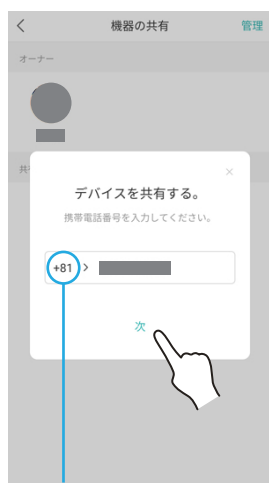 機器の共有 管理
オーナー
共
×
デバイスを共有する。
携帯電話番号を入力してください。
+81 >
次